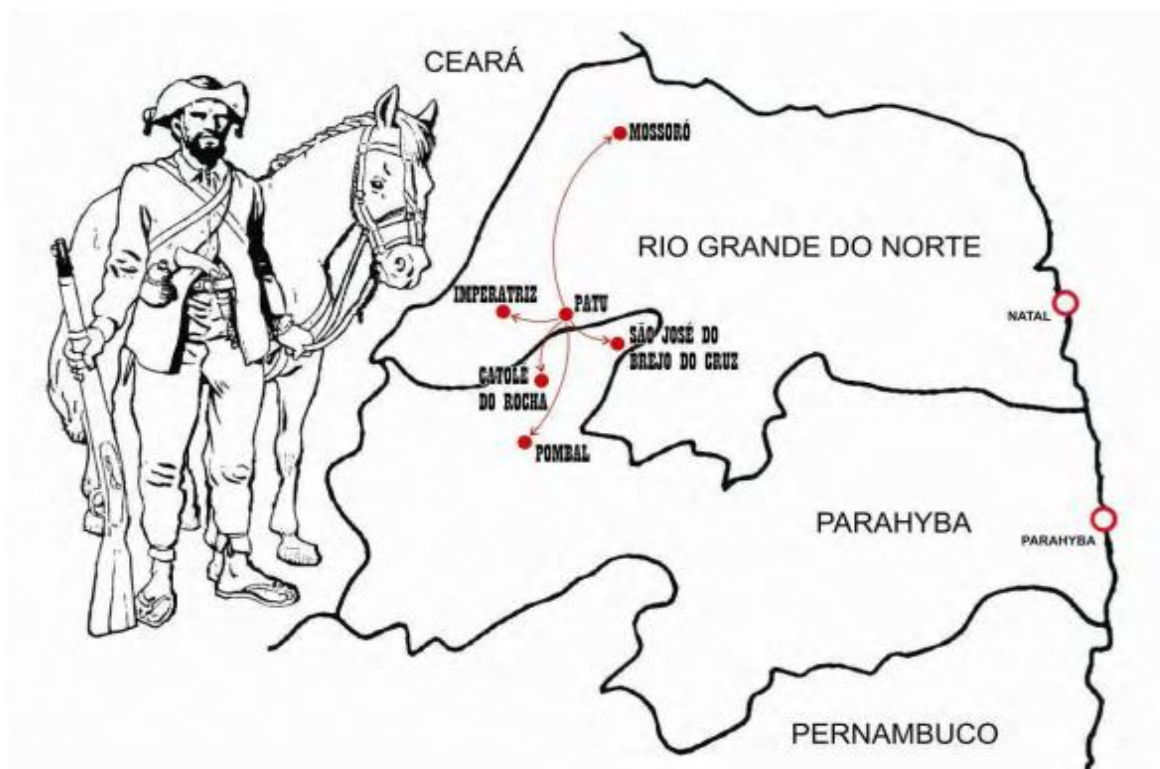 CEARÁ
MOSSORÓ
RIO GRANDE DO NORTE
IMPERATRIZ
PATU
NATAL
SÃO JOSÉ DO
BREJO DO CRUZ
CATOLE
DO ROCHA
POMBAL
PARAHYBA
PARAHYBA
PERNAMBUCO